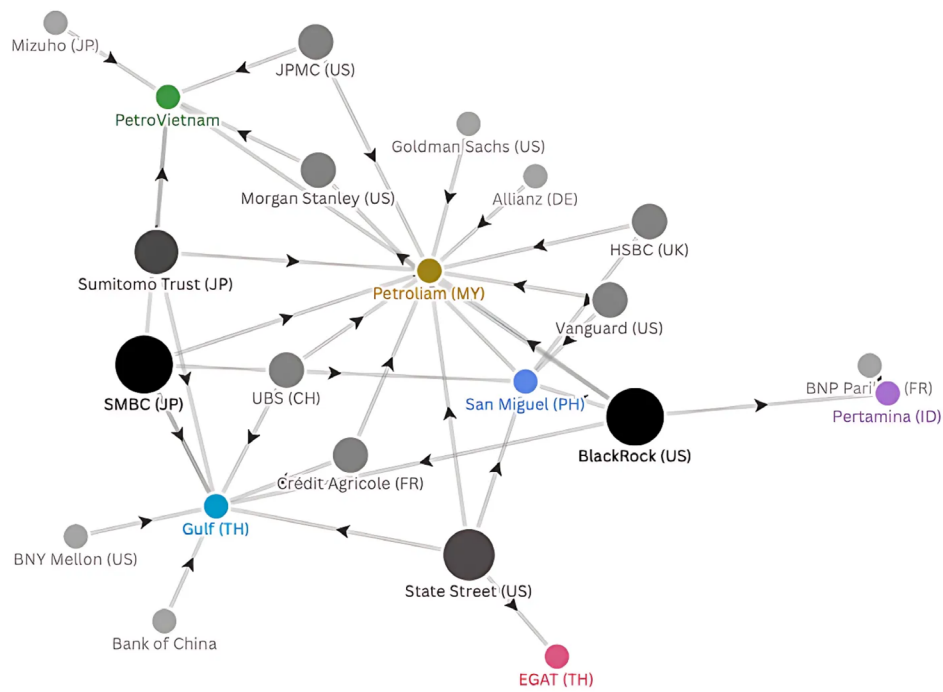 Mizuho (JP)
JPMC (US)
PetroVietnam
Goldman Sachs (US)
Morgan Stanley (US)
Allianz (DE)
HSBC (UK)
Sumitomo Trust (JP)
Petroliam (MY)
Vanguard (US)
SMBC (JP)
UBS (CH)
San Miguel (PH)
BNP Pari (FR)
Pertamina (ID)
BlackRock (US)
Crédit Agricole (FR)
Gulf (TH)
BNY Mellon (US)
State Street (US)
Bank of China
EGAT (TH)